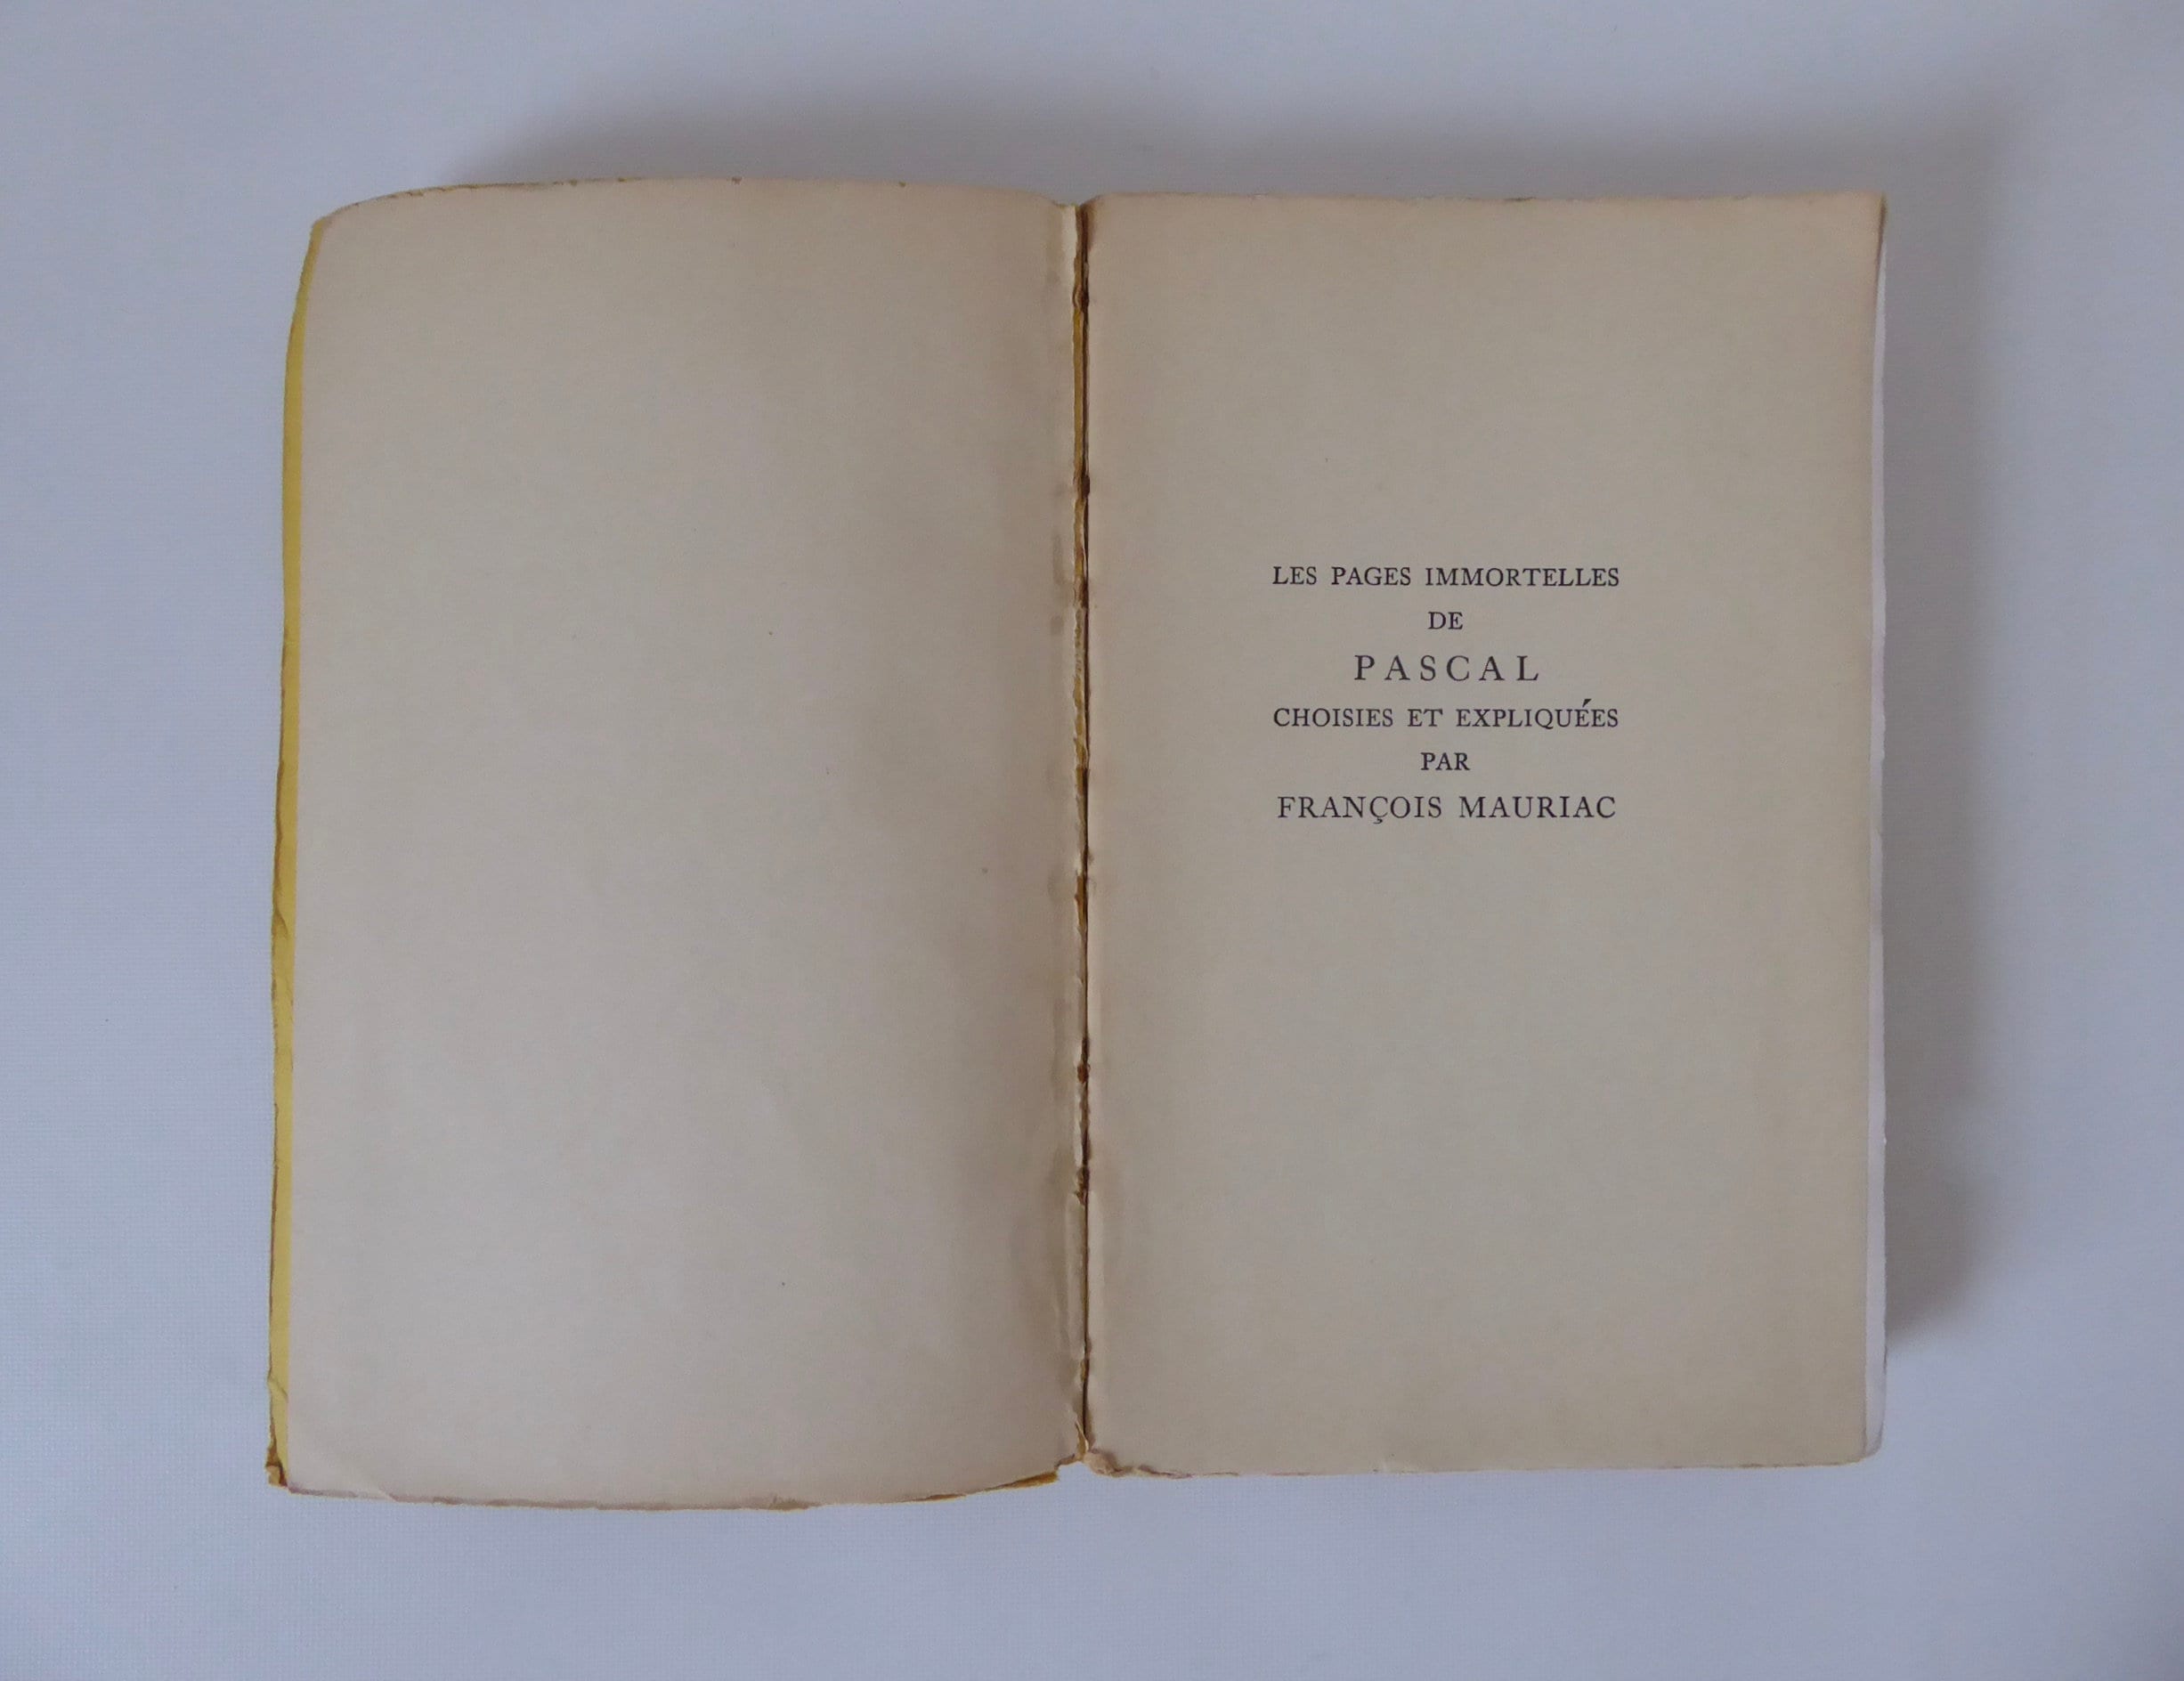 LES PAGES IMMORTELLES
DE
PASCAL
CHOISIES ET EXPLIQUÉES
PAR
FRANÇOIS MAURIAC